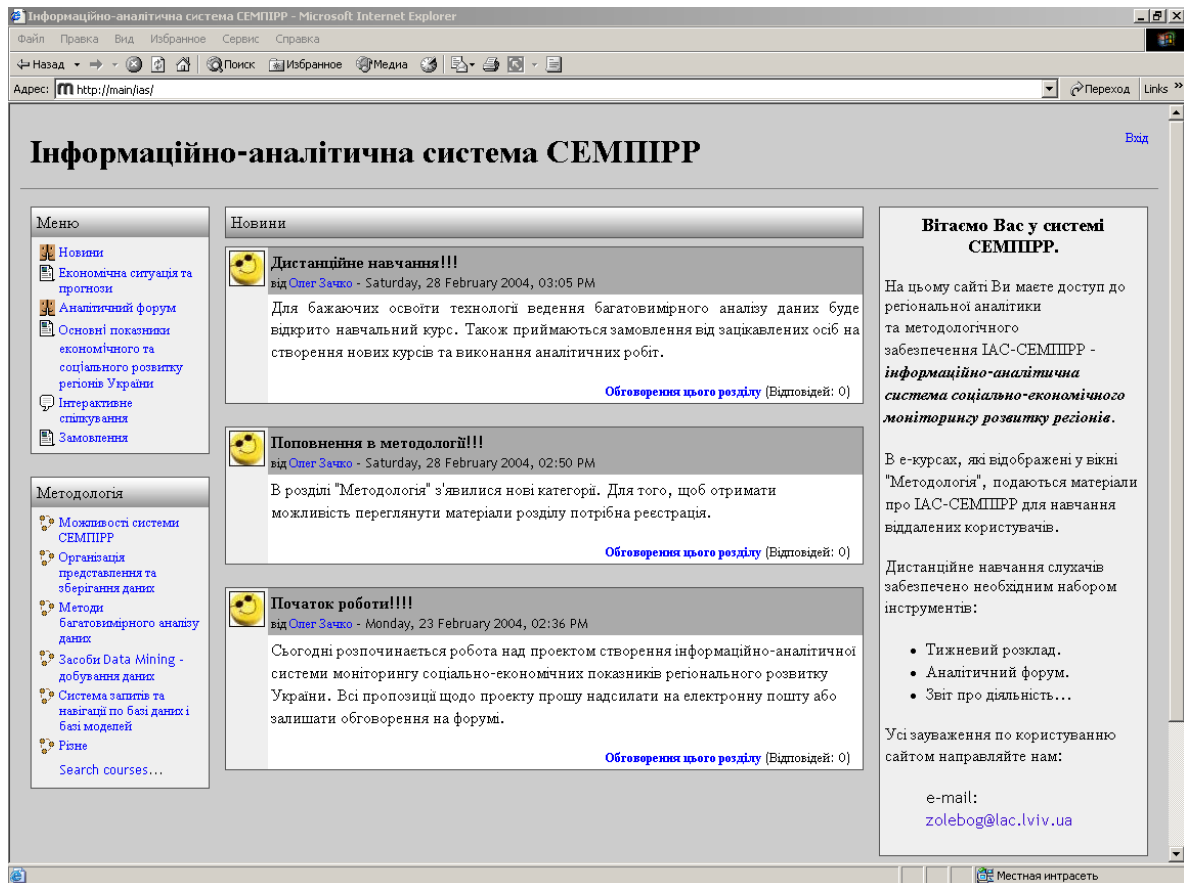 Інформаційно-аналітична система СЕМПІРР - Microsoft Internet Explorer
Файл Правка Вид Избранное Сервис Справка
Назад Поиск Избранное Медиа
Адрес: http://main/ias/ Переход Links »
Інформаційно-аналітична система СЕМПІРР
Вхід
Меню
Новини
Економічна ситуація та
прогнози
Аналітичний форум
Основні показники
економічного та
соціального розвитку
регіонів України
Інтерактивне
спілкування
Замовлення
Методологія
Можливості системи
СЕМПІРР
Організація
представлення та
зберігання даних
Методи
багатовимірного аналізу
даних
Засоби Data Mining -
добування даних
Система запитів та
навігації по базі даних і
базі моделей
Різне
Search courses...
Новини
Дистанційне навчання!!!
від Олег Зачко - Saturday, 28 February 2004, 03:05 PM
Для бажаючих освоїти технології ведення багатовимірного аналізу даних буде
відкрито навчальний курс. Також приймаються замовлення від зацікавлених осіб на
створення нових курсів та виконання аналітичних робіт.
Обговорення цього розділу (Відповідей: 0)
Поповнення в методології!!!
від Олег Зачко - Saturday, 28 February 2004, 02:50 PM
В розділі "Методологія" з'явилися нові категорії. Для того, щоб отримати
можливість переглянути матеріали розділу потрібна реєстрація.
Обговорення цього розділу (Відповідей: 0)
Початок роботи!!!!
від Олег Зачко - Monday, 23 February 2004, 02:36 PM
Сьогодні розпочинається робота над проектом створення інформаційно-аналітичної
системи моніторингу соціально-економічних показників регіонального розвитку
України. Всі пропозиції щодо проекту прошу надсилати на електронну пошту або
залишати обговорення на форумі.
Обговорення цього розділу (Відповідей: 0)
Вітаємо Вас у системі
СЕМПІРР.
На цьому сайті Ви маєте доступ до
регіональної аналітики
та методологічного
забезпечення ІАС-СЕМПІРР -
інформаційно-аналітична
система соціально-економічного
моніторингу розвитку регіонів.
В е-курсах, які відображені у вікні
"Методологія", подаються матеріали
про ІАС-СЕМПІРР для навчання
віддалених користувачів.
Дистанційне навчання слухачів
забезпечено необхідним набором
інструментів:
• Тижневий розклад.
• Аналітичний форум.
• Звіт про діяльність...
Усі зауваження по користуванню
сайтом направляйте нам:
e-mail:
zolebog@lac.lviv.ua
Местная интрасеть